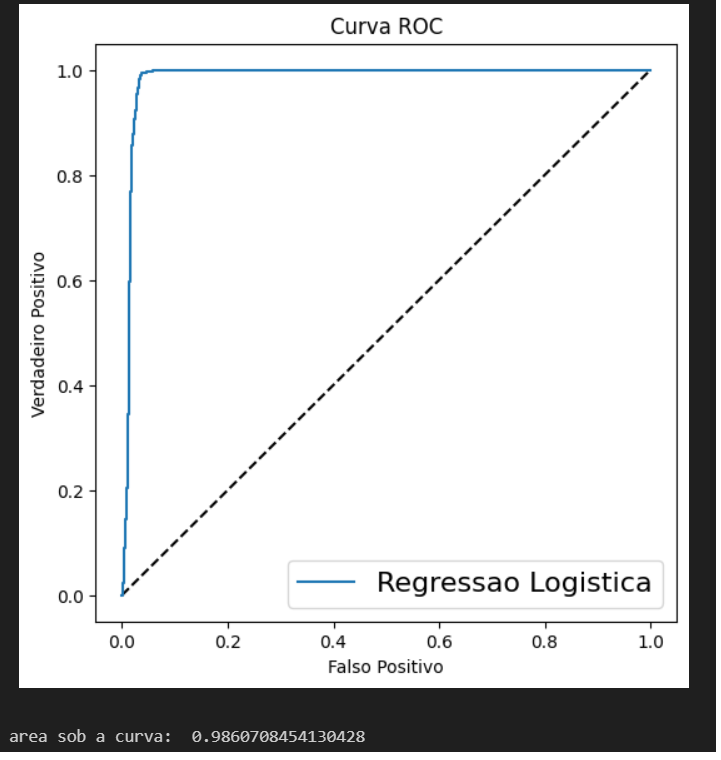 Curva ROC
1.0
0.8
0.6
0.4
0.2
0.0
Verdadeiro Positivo
Regressao Logistica
0.0 0.2 0.4 0.6 0.8 1.0
Falso Positivo
area sob a curva:  0.9860708454130428